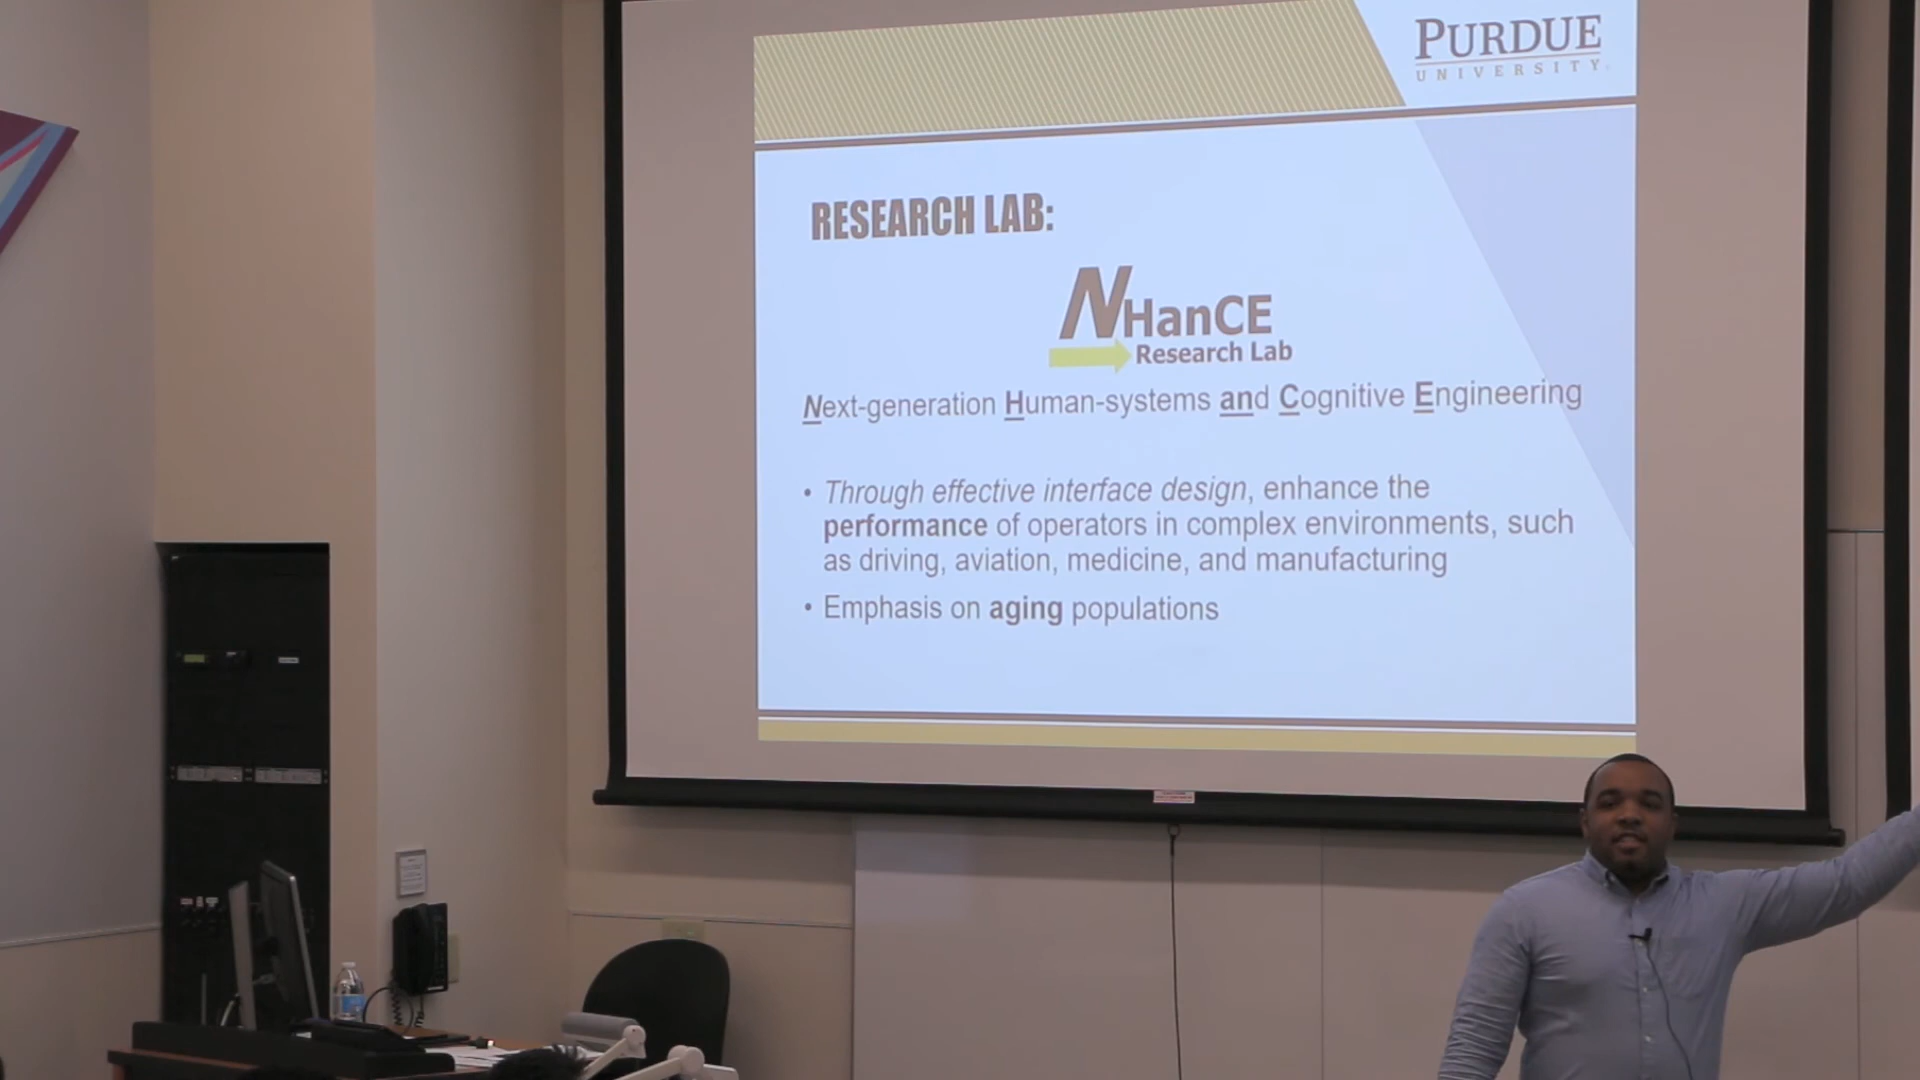 PURDUE
UNIVERSITY
RESEARCH LAB:
NHanCE
Research Lab
Next-generation Human-systems and Cognitive Engineering
• Through effective interface design, enhance the
performance of operators in complex environments, such
as driving, aviation, medicine, and manufacturing
• Emphasis on aging populations